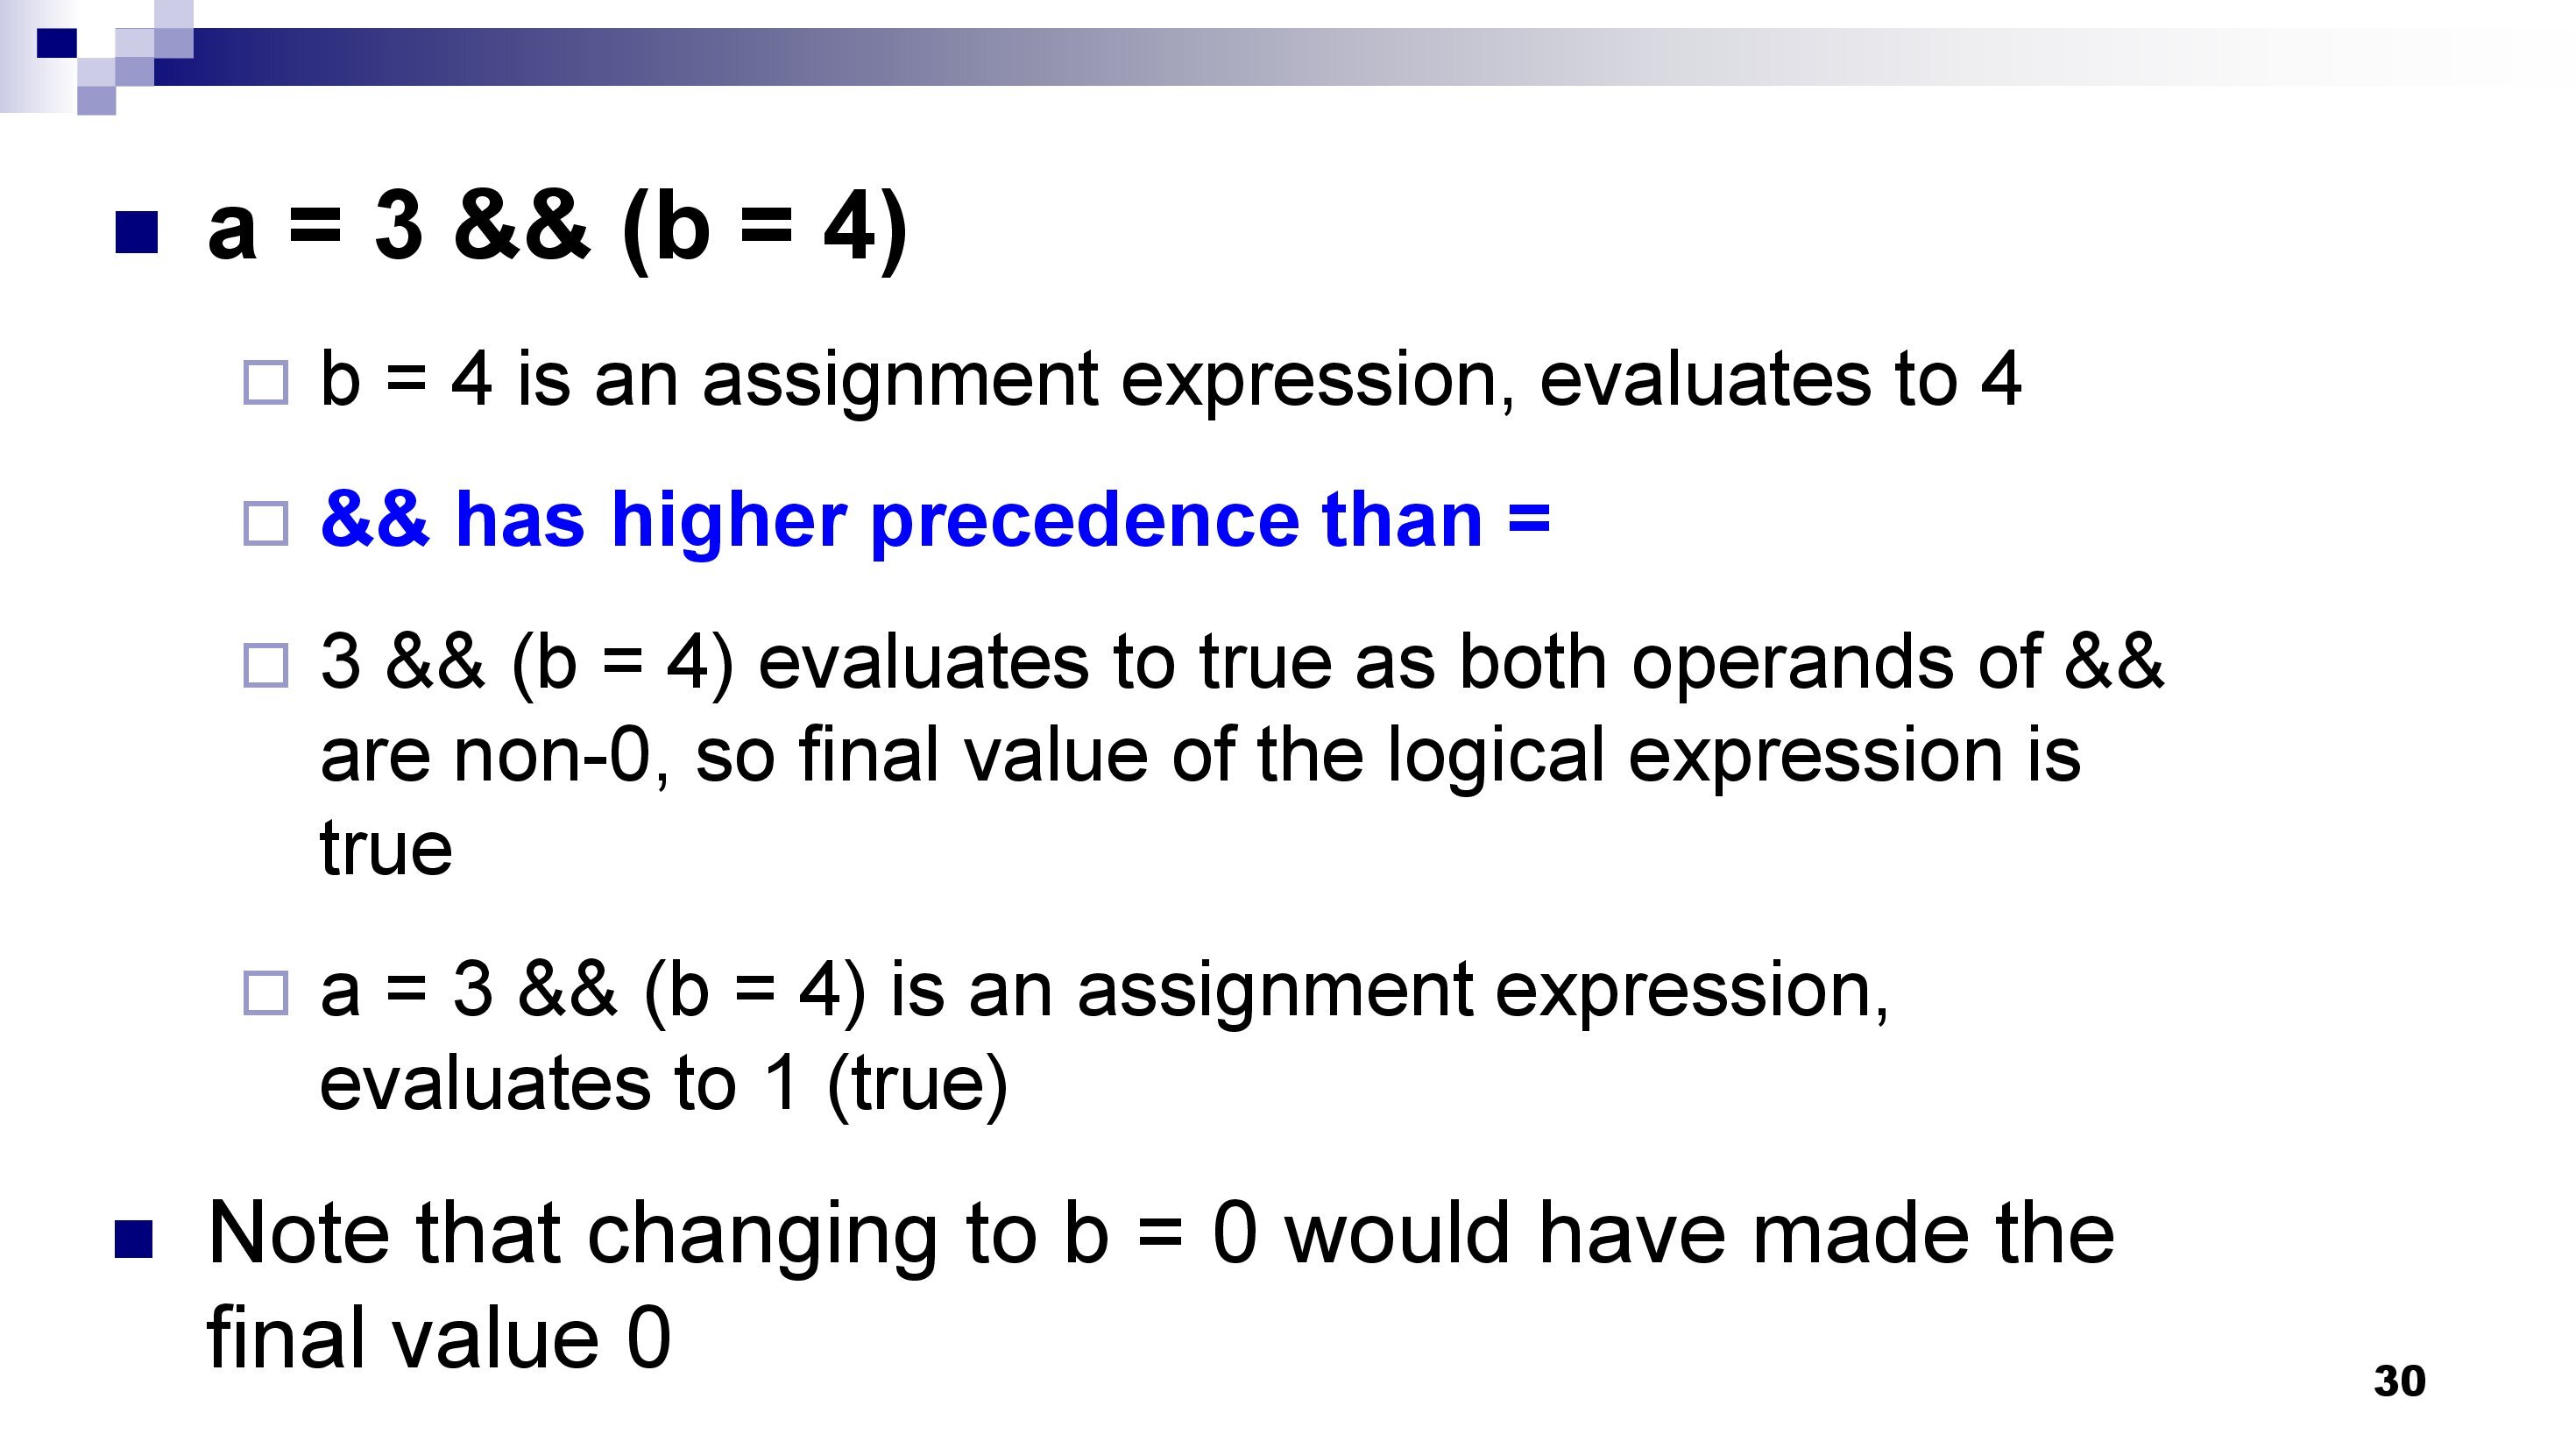 a = 3 && (b = 4)
b = 4 is an assignment expression, evaluates to 4
&& has higher precedence than =
3 && (b = 4) evaluates to true as both operands of &&
are non-0, so final value of the logical expression is
true
a = 3 && (b = 4) is an assignment expression,
evaluates to 1 (true)
Note that changing to b = 0 would have made the
final value 0
30